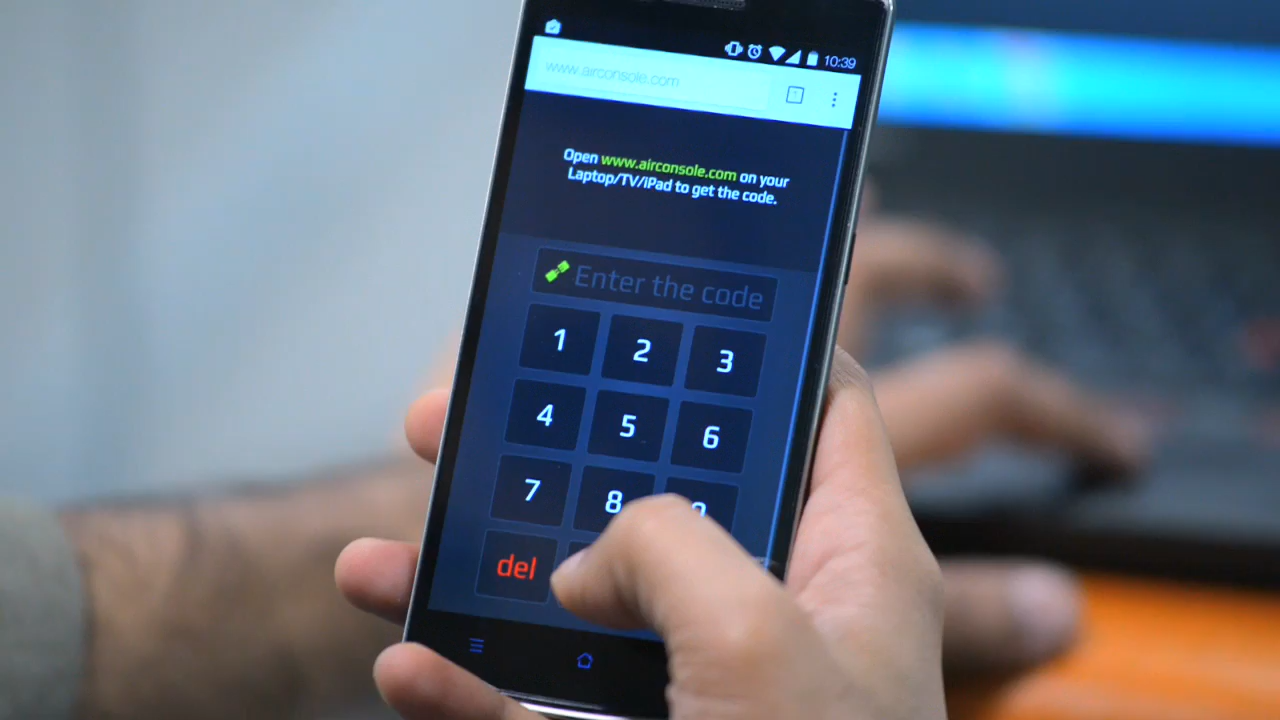 10:39
www.airconsole.com
Open www.airconsole.com on your
Laptop/TV/iPad to get the code.
Enter the code
1 2 3
4 5 6
7 8 9
del